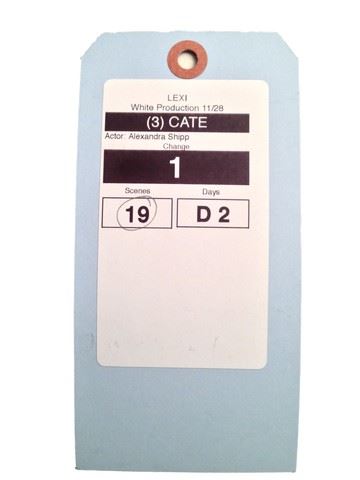 LEXI
White Production 11/28
(3) CATE
Actor: Alexandra Shipp
Change
1
Scenes Days
19 D 2